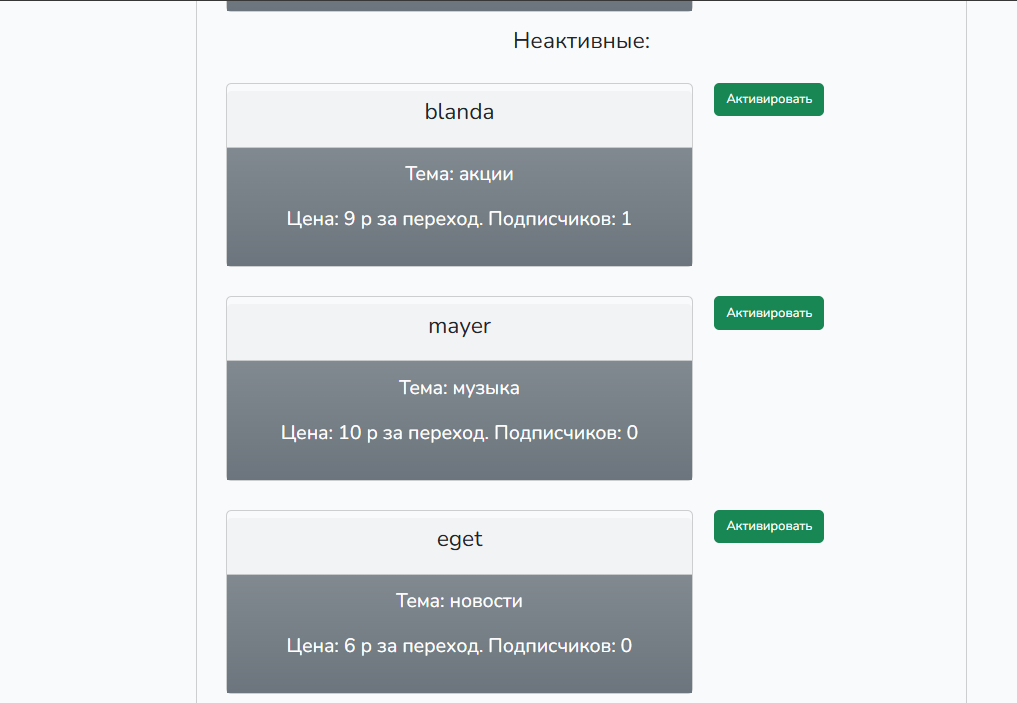 Неактивные:
blanda
Активировать
Тема: акции
Цена: 9 р за переход. Подписчиков: 1
mayer
Активировать
Тема: музыка
Цена: 10 р за переход. Подписчиков: 0
eget
Активировать
Тема: новости
Цена: 6 р за переход. Подписчиков: 0